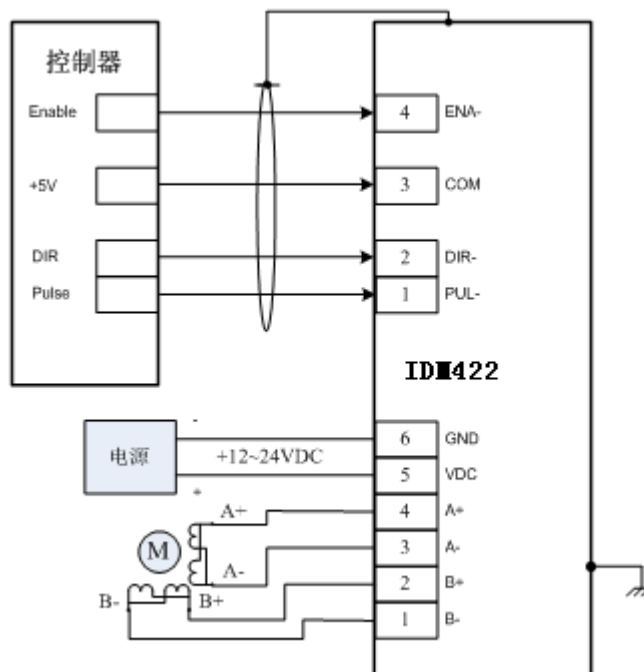 控制器
Enable
4
ENA-
+5V
3
COM
DIR
2
DIR-
Pulse
1
PUL-
IDM422
-
6
GND
电源
+12~24VDC
5
VDC
+
A+
4
A+
M
3
A-
A-
2
B+
B-
B+
1
B-